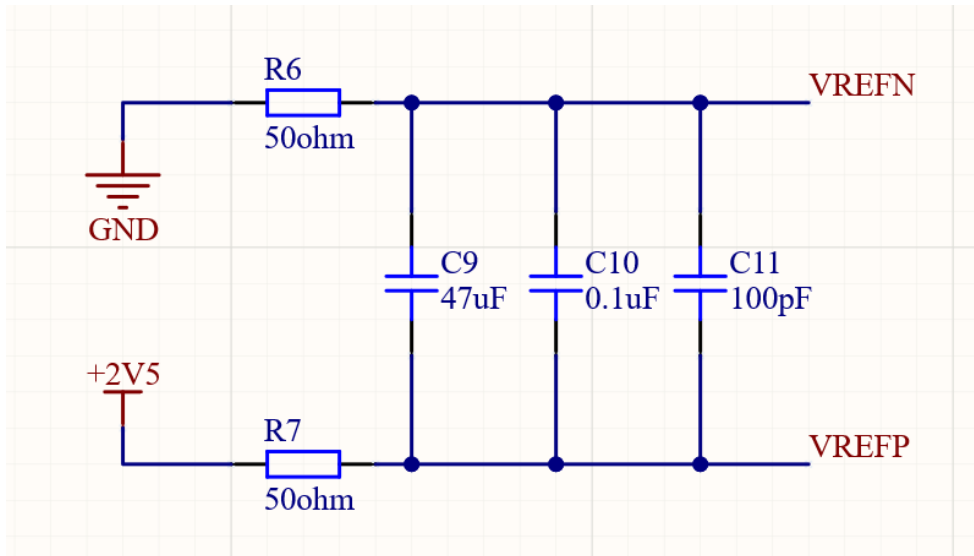 R6
VREFN
50ohm
GND
C9
47uF
C10
0.1uF
C11
100pF
+2V5
R7
VREFP
50ohm